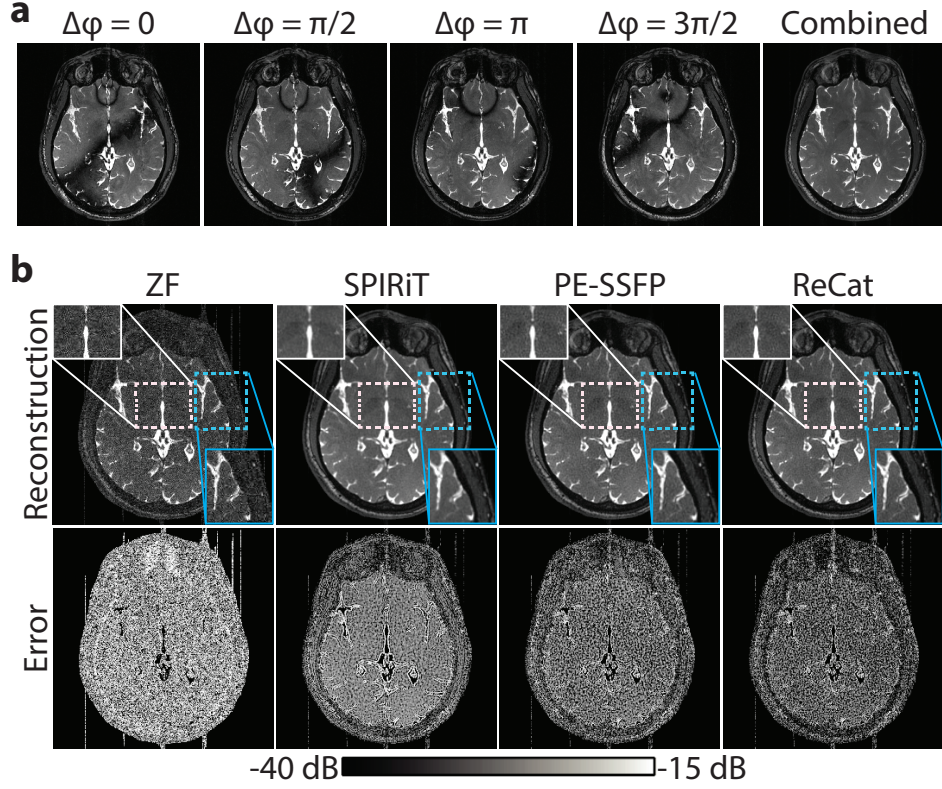 a
Δφ = 0 Δφ = π/2 Δφ = π Δφ = 3π/2 Combined
b
ZF SPIRiT PE-SSFP ReCat
Reconstruction
Error
-40 dB -15 dB